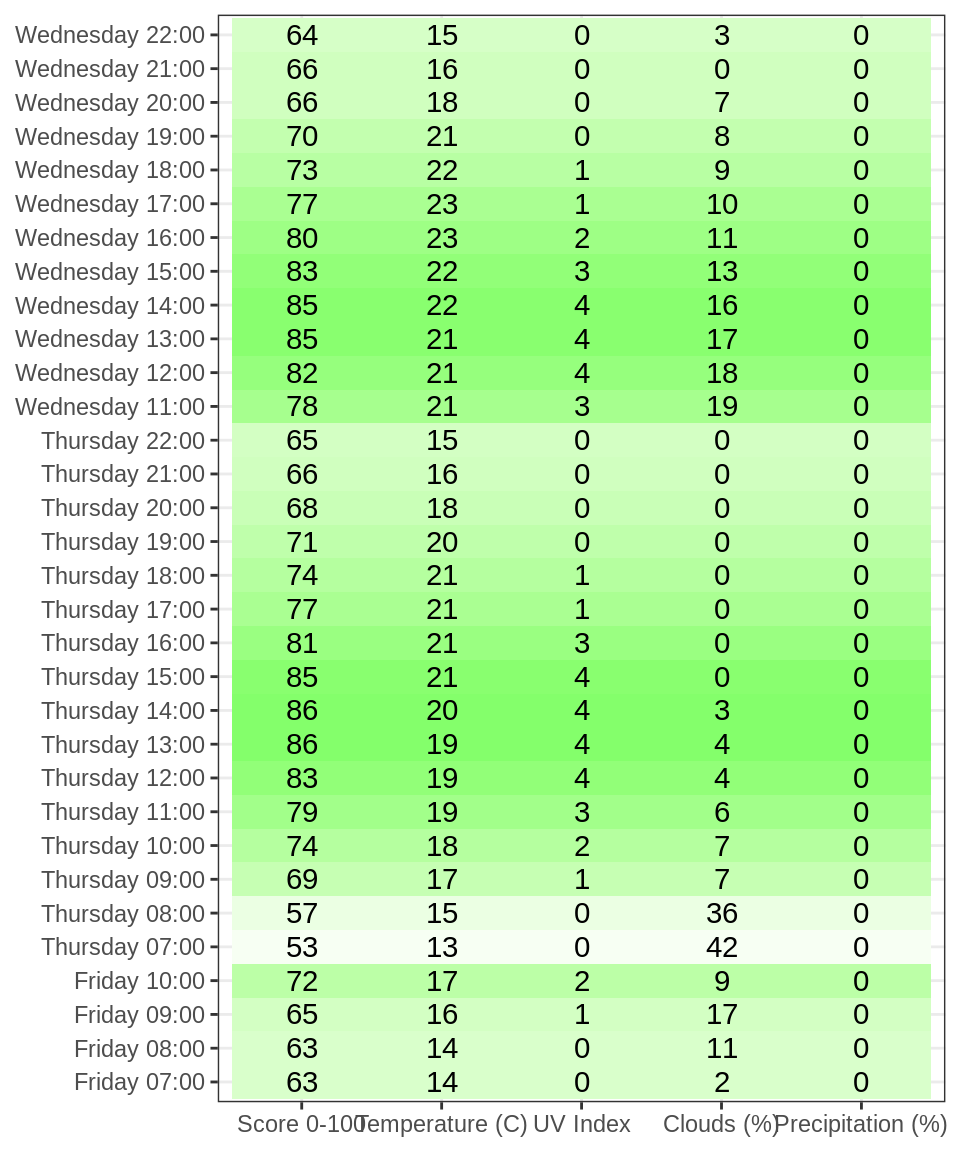 Wednesday 22:00 64 15 0 3 0
Wednesday 21:00 66 16 0 0 0
Wednesday 20:00 66 18 0 7 0
Wednesday 19:00 70 21 0 8 0
Wednesday 18:00 73 22 1 9 0
Wednesday 17:00 77 23 1 10 0
Wednesday 16:00 80 23 2 11 0
Wednesday 15:00 83 22 3 13 0
Wednesday 14:00 85 22 4 16 0
Wednesday 13:00 85 21 4 17 0
Wednesday 12:00 82 21 4 18 0
Wednesday 11:00 78 21 3 19 0
Thursday 22:00 65 15 0 0 0
Thursday 21:00 66 16 0 0 0
Thursday 20:00 68 18 0 0 0
Thursday 19:00 71 20 0 0 0
Thursday 18:00 74 21 1 0 0
Thursday 17:00 77 21 1 0 0
Thursday 16:00 81 21 3 0 0
Thursday 15:00 85 21 4 0 0
Thursday 14:00 86 20 4 3 0
Thursday 13:00 86 19 4 4 0
Thursday 12:00 83 19 4 4 0
Thursday 11:00 79 19 3 6 0
Thursday 10:00 74 18 2 7 0
Thursday 09:00 69 17 1 7 0
Thursday 08:00 57 15 0 36 0
Thursday 07:00 53 13 0 42 0
Friday 10:00 72 17 2 9 0
Friday 09:00 65 16 1 17 0
Friday 08:00 63 14 0 11 0
Friday 07:00 63 14 0 2 0
Score 0-100 Temperature (C) UV Index Clouds (%) Precipitation (%)